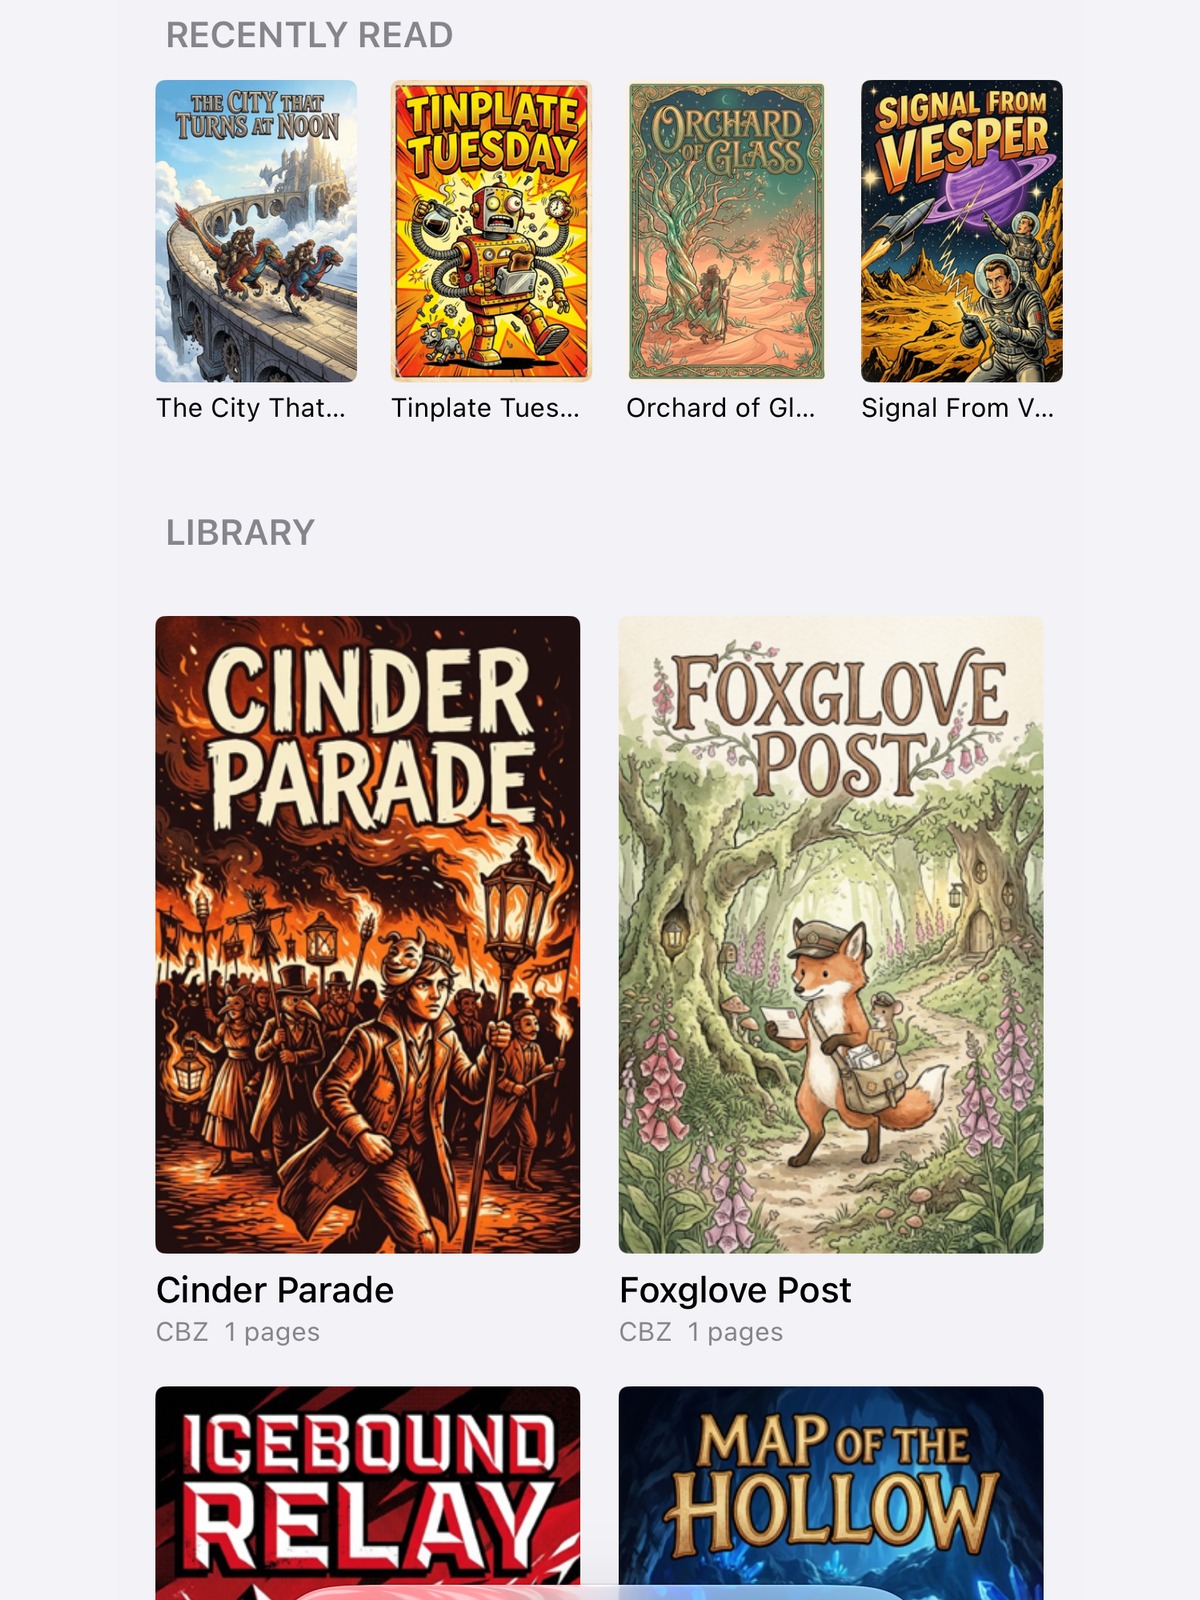 RECENTLY READ
THE CITY THAT
TURNS AT NOON
TINPLATE
TUESDAY
ORCHARD
OF GLASS
SIGNAL FROM
VESPER
The City That...
Tinplate Tues...
Orchard of Gl...
Signal From V...
LIBRARY
CINDER
PARADE
FOXGLOVE
POST
Cinder Parade
CBZ 1 pages
Foxglove Post
CBZ 1 pages
ICEBOUND
RELAY
MAP OF THE
HOLLOW